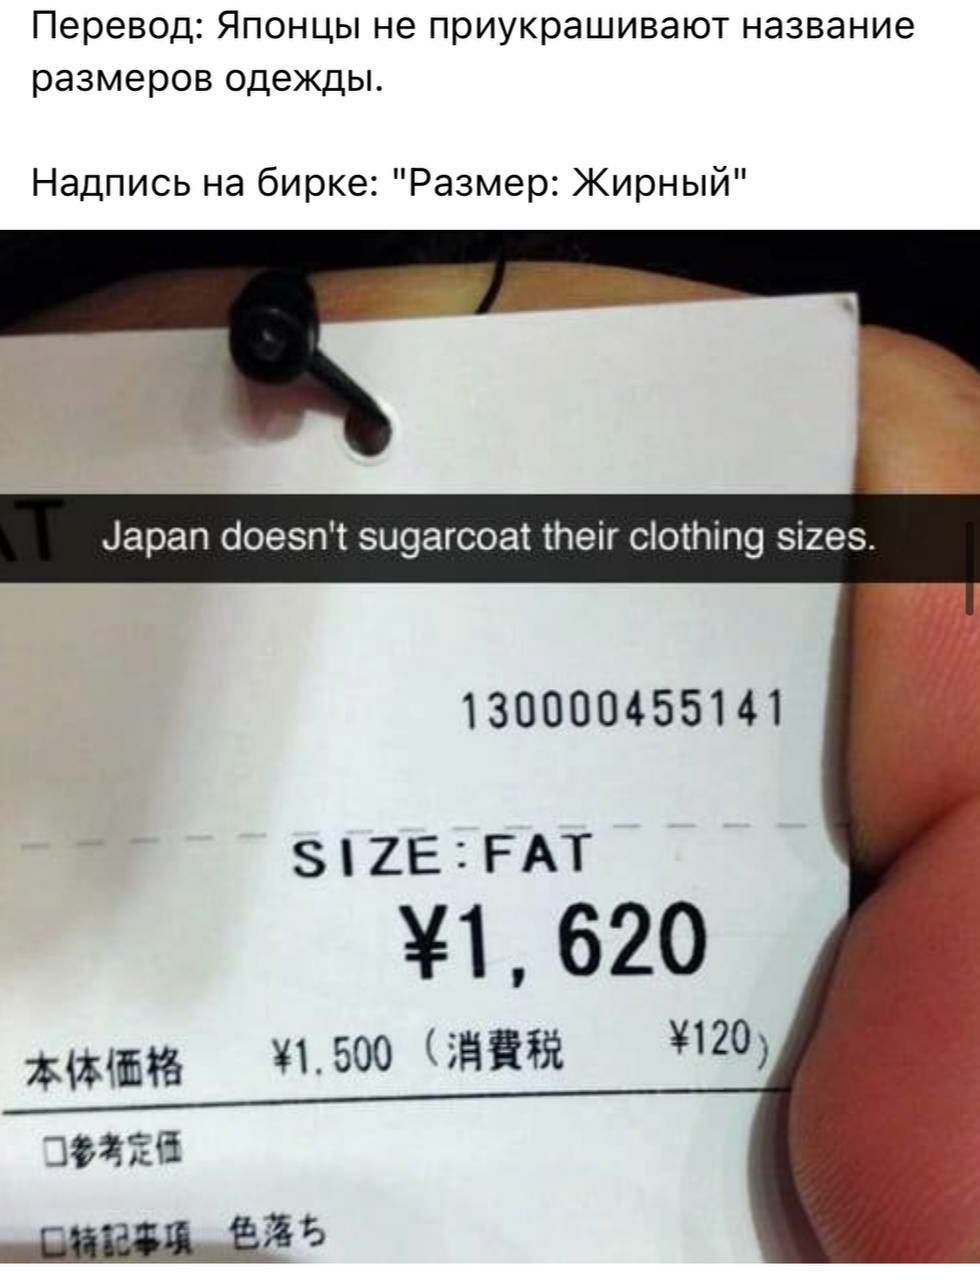 Перевод: Японцы не приукрашивают название
размеров одежды.
Надпись на бирке: "Размер: Жирный"
Japan doesn't sugarcoat their clothing sizes.
130000455141
SIZE:FAT
¥1,620
本体価格 ¥1,500 (消費税 ¥120)
□参考定価
□特記事項 色落ち